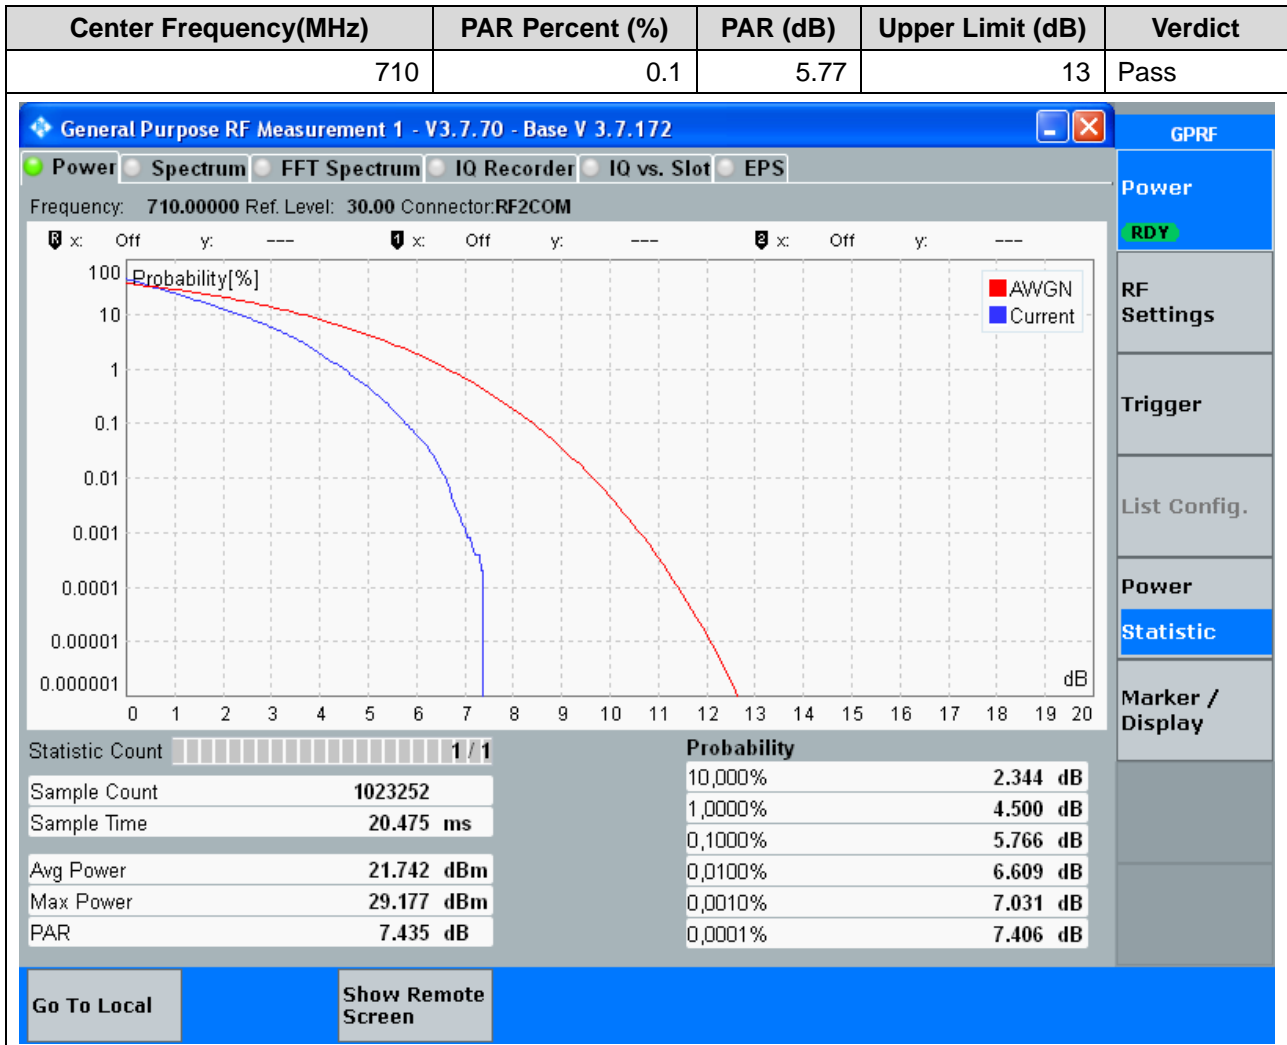 Center Frequency(MHz) PAR Percent (%) PAR (dB) Upper Limit (dB) Verdict
710 0.1 5.77 13 Pass
General Purpose RF Measurement 1 - V3.7.70 - Base V 3.7.172
GPRF
Power Spectrum FFT Spectrum IQ Recorder IQ vs. Slot EPS
Frequency: 710.00000 Ref. Level: 30.00 Connector:RF2COM
R x: Off y: --- 1 x: Off y: --- 2 x: Off y: ---
Probability[%]
100
10
1
0.1
0.01
0.001
0.0001
0.00001
0.000001
AWGN
Current
dB
0 1 2 3 4 5 6 7 8 9 10 11 12 13 14 15 16 17 18 19 20
Statistic Count 1 / 1
Sample Count 1023252
Sample Time 20.475 ms
Avg Power 21.742 dBm
Max Power 29.177 dBm
PAR 7.435 dB
Probability
10,000% 2.344 dB
1,0000% 4.500 dB
0,1000% 5.766 dB
0,0100% 6.609 dB
0,0010% 7.031 dB
0,0001% 7.406 dB
Power
RDY
RF
Settings
Trigger
List Config.
Power
Statistic
Marker /
Display
Go To Local
Show Remote
Screen